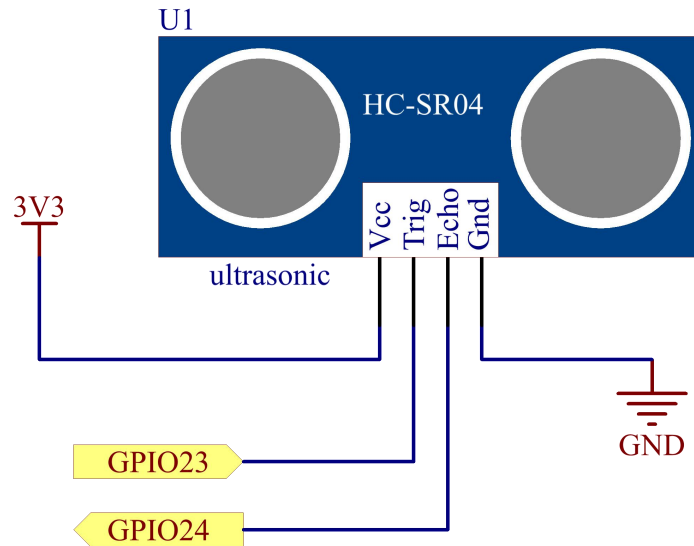 U1
HC-SR04
3V3
Vcc
Trig
Echo
Gnd
ultrasonic
GND
GPIO23
GPIO24